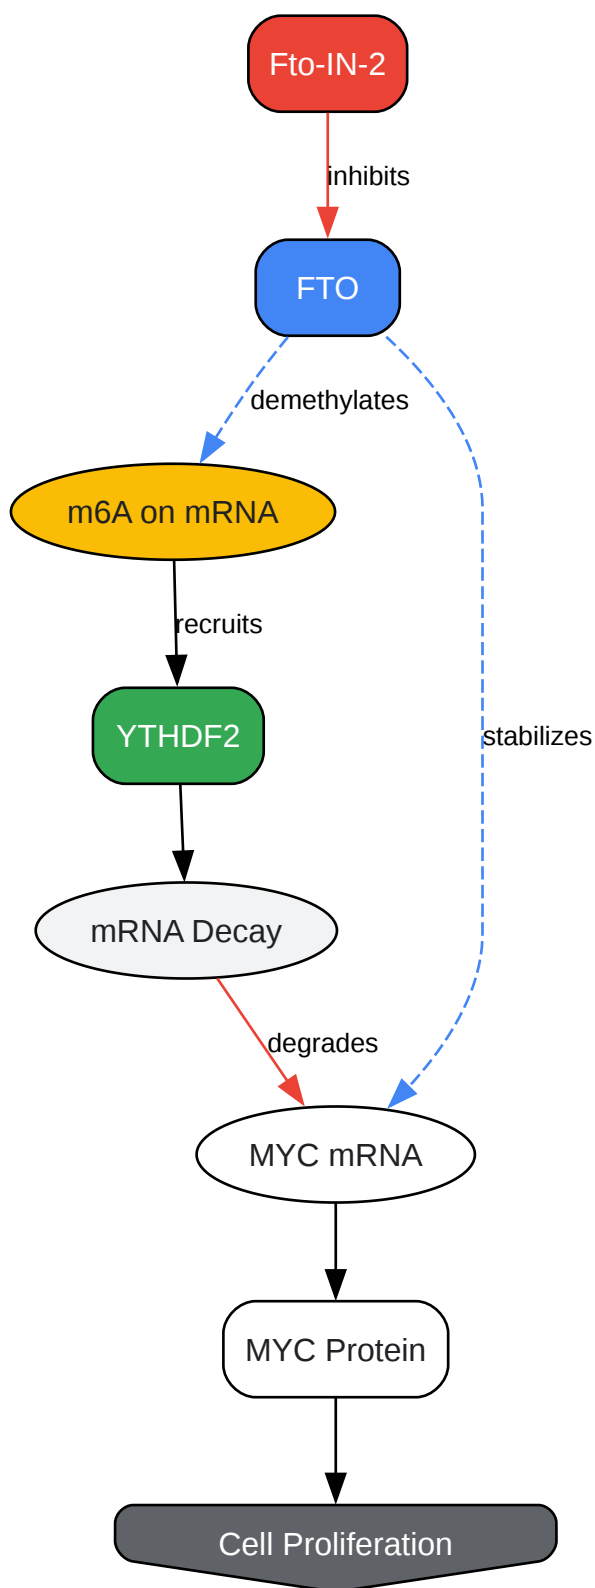 Fto-IN-2
inhibits
FTO
demethylates
m6A on mRNA
recruits
YTHDF2
stabilizes
mRNA Decay
degrades
MYC mRNA
MYC Protein
Cell Proliferation